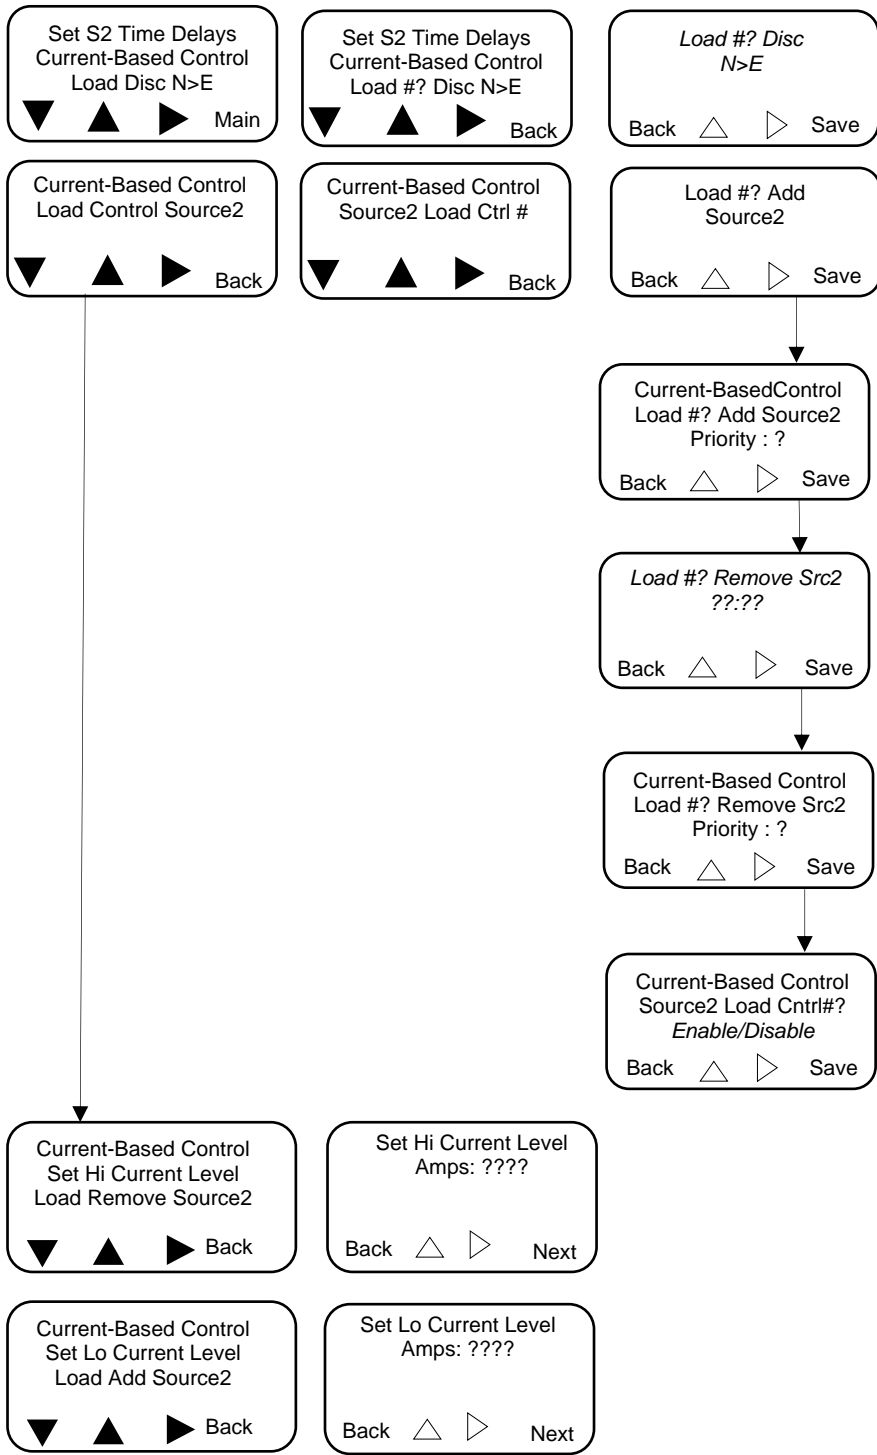 Set S2 Time Delays
Current-Based Control
Load Disc N>E
Main
Set S2 Time Delays
Current-Based Control
Load #? Disc N>E
Back
Load #? Disc
N>E
Back Save
Current-Based Control
Load Control Source2
Back
Current-Based Control
Source2 Load Ctrl #
Back
Load #? Add
Source2
Back Save
Current-BasedControl
Load #? Add Source2
Priority : ?
Back Save
Load #? Remove Src2
??:??
Back Save
Current-Based Control
Load #? Remove Src2
Priority : ?
Back Save
Current-Based Control
Source2 Load Cntrl#?
Enable/Disable
Back Save
Current-Based Control
Set Hi Current Level
Load Remove Source2
Back
Set Hi Current Level
Amps: ????
Back Next
Current-Based Control
Set Lo Current Level
Load Add Source2
Back
Set Lo Current Level
Amps: ????
Back Next